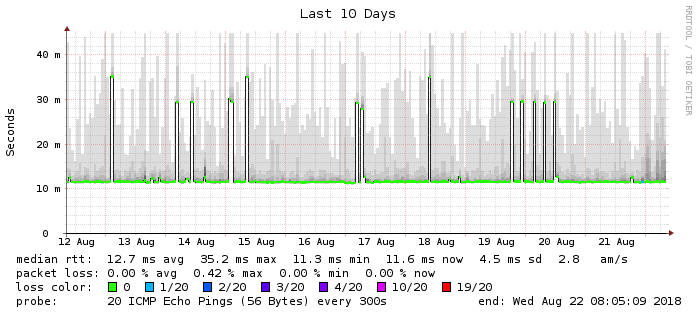 Last 10 Days
RRDTOOL / TOBI OETIKER
Seconds
40 m
30 m
20 m
10 m
0
12 Aug 13 Aug 14 Aug 15 Aug 16 Aug 17 Aug 18 Aug 19 Aug 20 Aug 21 Aug
median rtt: 12.7 ms avg 35.2 ms max 11.3 ms min 11.6 ms now 4.5 ms sd 2.8 am/s
packet loss: 0.00 % avg 0.42 % max 0.00 % min 0.00 % now
loss color: 0 1/20 2/20 3/20 4/20 10/20 19/20
probe: 20 ICMP Echo Pings (56 Bytes) every 300s end: Wed Aug 22 08:05:09 2018